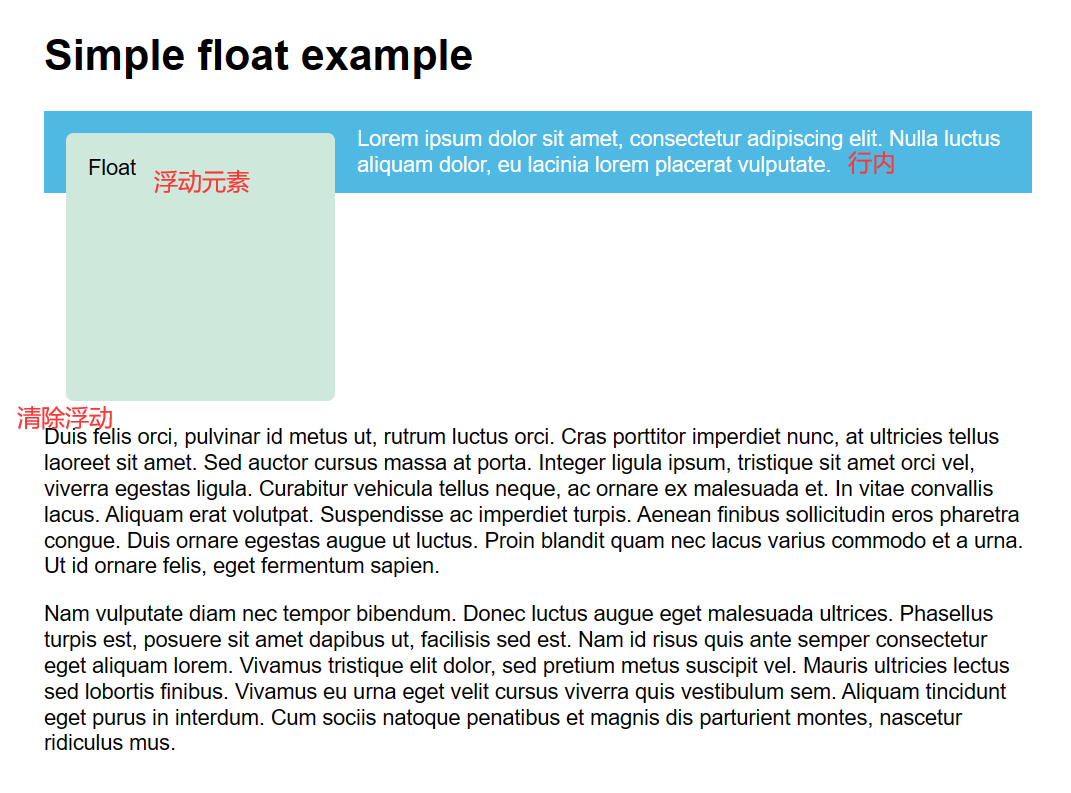 Simple float example
Lorem ipsum dolor sit amet, consectetur adipiscing elit. Nulla luctus
aliquam dolor, eu lacinia lorem placerat vulputate. 行内
Float 浮动元素
清除浮动
Duis felis orci, pulvinar id metus ut, rutrum luctus orci. Cras porttitor imperdiet nunc, at ultricies tellus
laoreet sit amet. Sed auctor cursus massa at porta. Integer ligula ipsum, tristique sit amet orci vel,
viverra egestas ligula. Curabitur vehicula tellus neque, ac ornare ex malesuada et. In vitae convallis
lacus. Aliquam erat volutpat. Suspendisse ac imperdiet turpis. Aenean finibus sollicitudin eros pharetra
congue. Duis ornare egestas augue ut luctus. Proin blandit quam nec lacus varius commodo et a urna.
Ut id ornare felis, eget fermentum sapien.
Nam vulputate diam nec tempor bibendum. Donec luctus augue eget malesuada ultrices. Phasellus
turpis est, posuere sit amet dapibus ut, facilisis sed est. Nam id risus quis ante semper consectetur
eget aliquam lorem. Vivamus tristique elit dolor, sed pretium metus suscipit vel. Mauris ultricies lectus
sed lobortis finibus. Vivamus eu urna eget velit cursus viverra quis vestibulum sem. Aliquam tincidunt
eget purus in interdum. Cum sociis natoque penatibus et magnis dis parturient montes, nascetur
ridiculus mus.